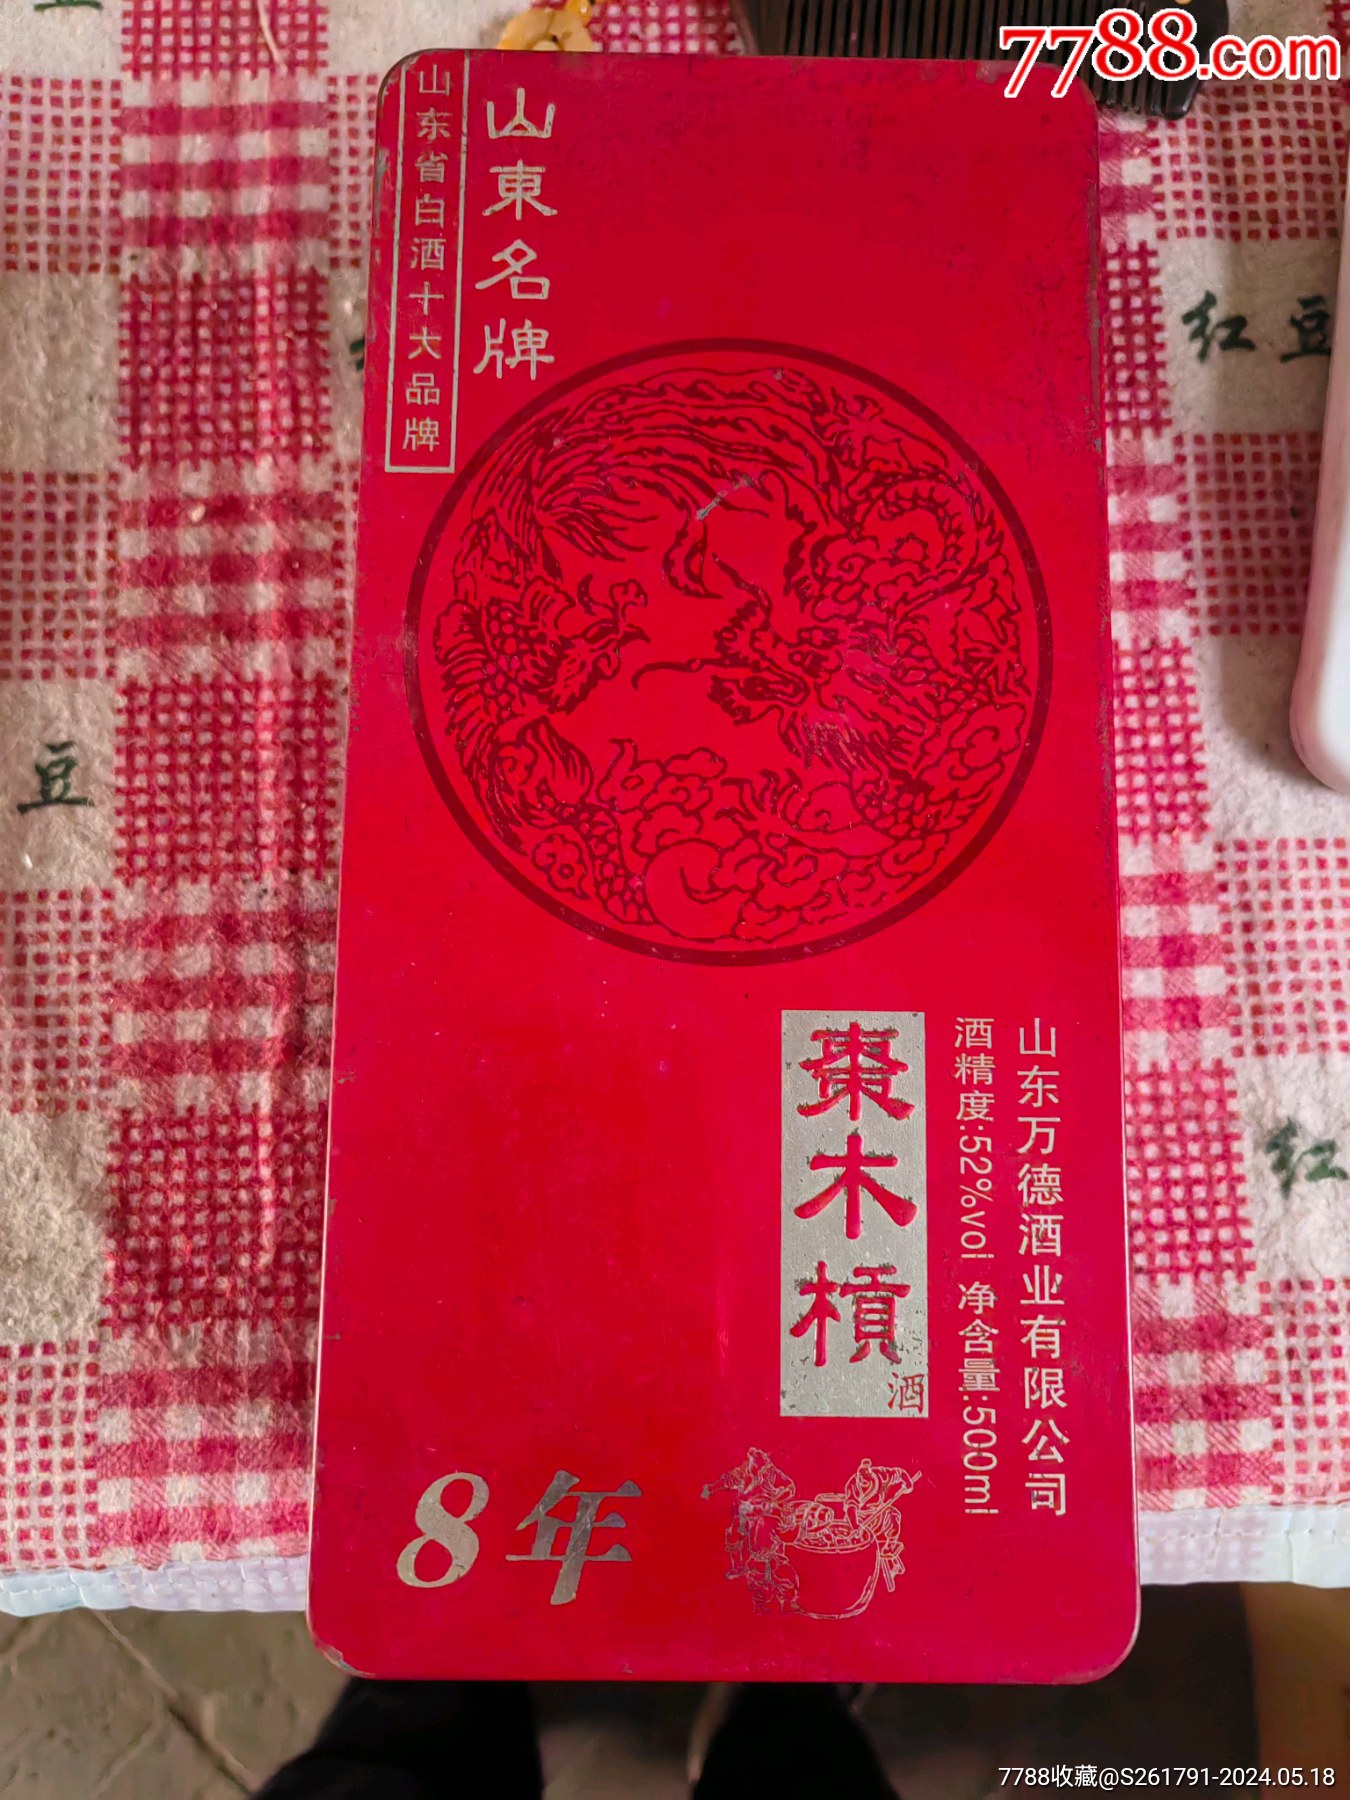 7788.com
山东省白酒十大品牌
山東名牌
山东万德酒业有限公司
酒精度:52%vol 净含量:500ml
棗木槓
酒
8年
红豆
豆
红
7788收藏@S261791-2024.05.18